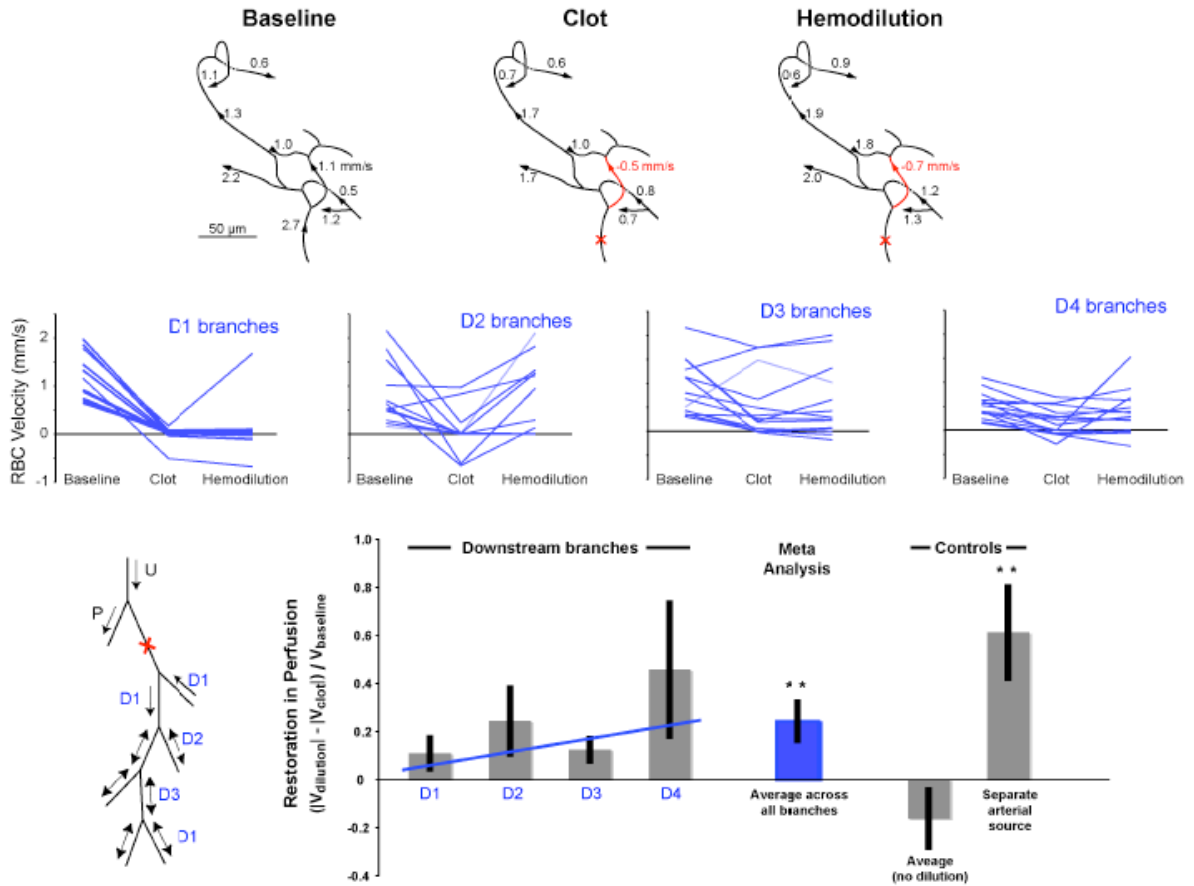 Baseline
Clot
Hemodilution
0.6
1.1
1.3
1.0
1.1 mm/s
2.2
0.5
1.2
2.7
50 µm
0.6
0.7
1.7
1.0
-0.5 mm/s
1.7
0.8
0.7
0.9
0.6
1.9
1.8
-0.7 mm/s
2.0
1.2
1.3
RBC Velocity (mm/s)
2
1
0
-1
D1 branches
Baseline Clot Hemodilution
D2 branches
Baseline Clot Hemodilution
D3 branches
Baseline Clot Hemodilution
D4 branches
Baseline Clot Hemodilution
U
P
D1
D1
D2
D3
D1
Restoration in Perfusion
(|Vdilution| - |Vclot|) / Vbaseline
1.0
0.8
0.6
0.4
0.2
0
-0.2
-0.4
Downstream branches
Meta
Analysis
Controls
* *
* *
D1 D2 D3 D4
Average across
all branches
Aveage
(no dilution)
Separate
arterial
source